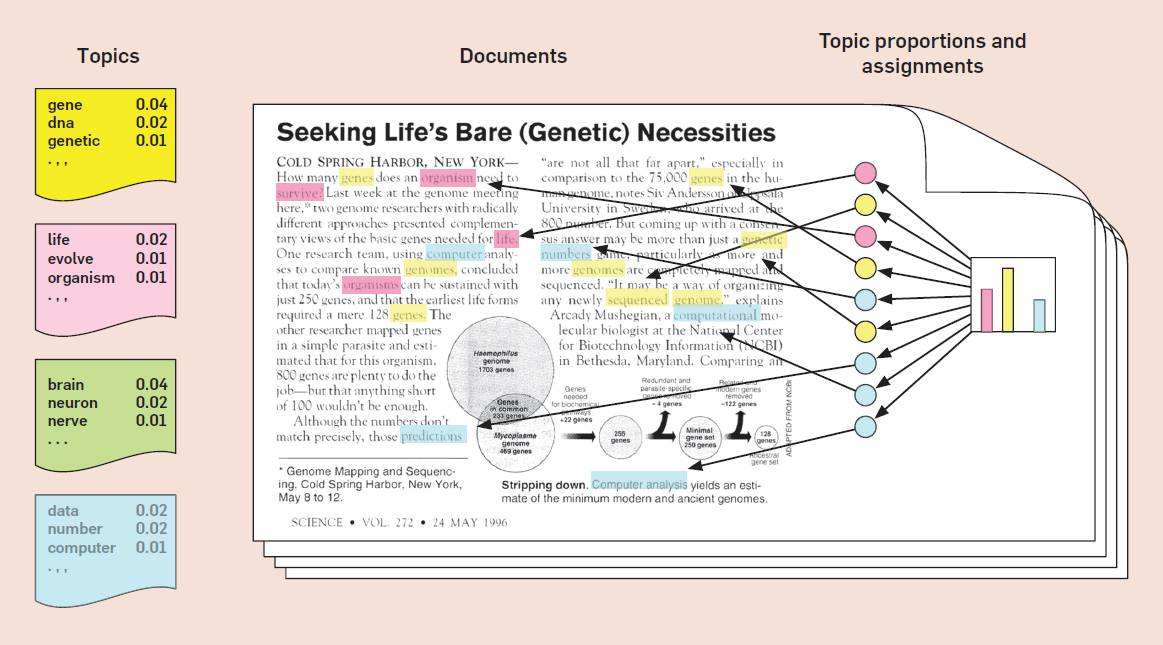 Topics
gene 0.04
dna 0.02
genetic 0.01
. , ,
life 0.02
evolve 0.01
organism 0.01
. , ,
brain 0.04
neuron 0.02
nerve 0.01
. . .
data 0.02
number 0.02
computer 0.01
. , ,
Documents
Topic proportions and
assignments
Seeking Life's Bare (Genetic) Necessities
COLD SPRING HARBOR, NEW YORK—
How many genes does an organism need to
survive? Last week at the genome meeting
here,* two genome researchers with radically
different approaches presented complemen-
tary views of the basic genes needed for life.
One research team, using computer analy-
ses to compare known genomes, concluded
that today's organisms can be sustained with
just 250 genes, and that the earliest life forms
required a mere 128 genes. The
other researcher mapped genes
in a simple parasite and esti-
mated that for this organism,
800 genes are plenty to do the
job—but that anything short
of 100 wouldn't be enough.
Although the numbers don't
match precisely, those predictions
* Genome Mapping and Sequenc-
ing, Cold Spring Harbor, New York,
May 8 to 12.
"are not all that far apart," especially in
comparison to the 75,000 genes in the hu-
man genome, notes Siv Andersson of Uppsala
University in Sweden, who arrived at the
800 number. But coming up with a consen-
sus answer may be more than just a genetic
numbers game, particularly as more and
more genomes are completely mapped and
sequenced. "It may be a way of organizing
any newly sequenced genome," explains
Arcady Mushegian, a computational mo-
lecular biologist at the National Center
for Biotechnology Information (NCBI)
in Bethesda, Maryland. Comparing an
Haemophilus
genome
1703 genes
Genes
in common
233 genes
Mycoplasma
genome
469 genes
Genes
needed
for biochemical
pathways
+22 genes
255
genes
Redundant and
parasite-specific
genes removed
– 4 genes
Minimal
gene set
250 genes
Related and
modern genes
removed
–122 genes
128
genes
Ancestral
gene set
ADAPTED FROM NCBI
Stripping down. Computer analysis yields an esti-
mate of the minimum modern and ancient genomes.
SCIENCE • VOL. 272 • 24 MAY 1996